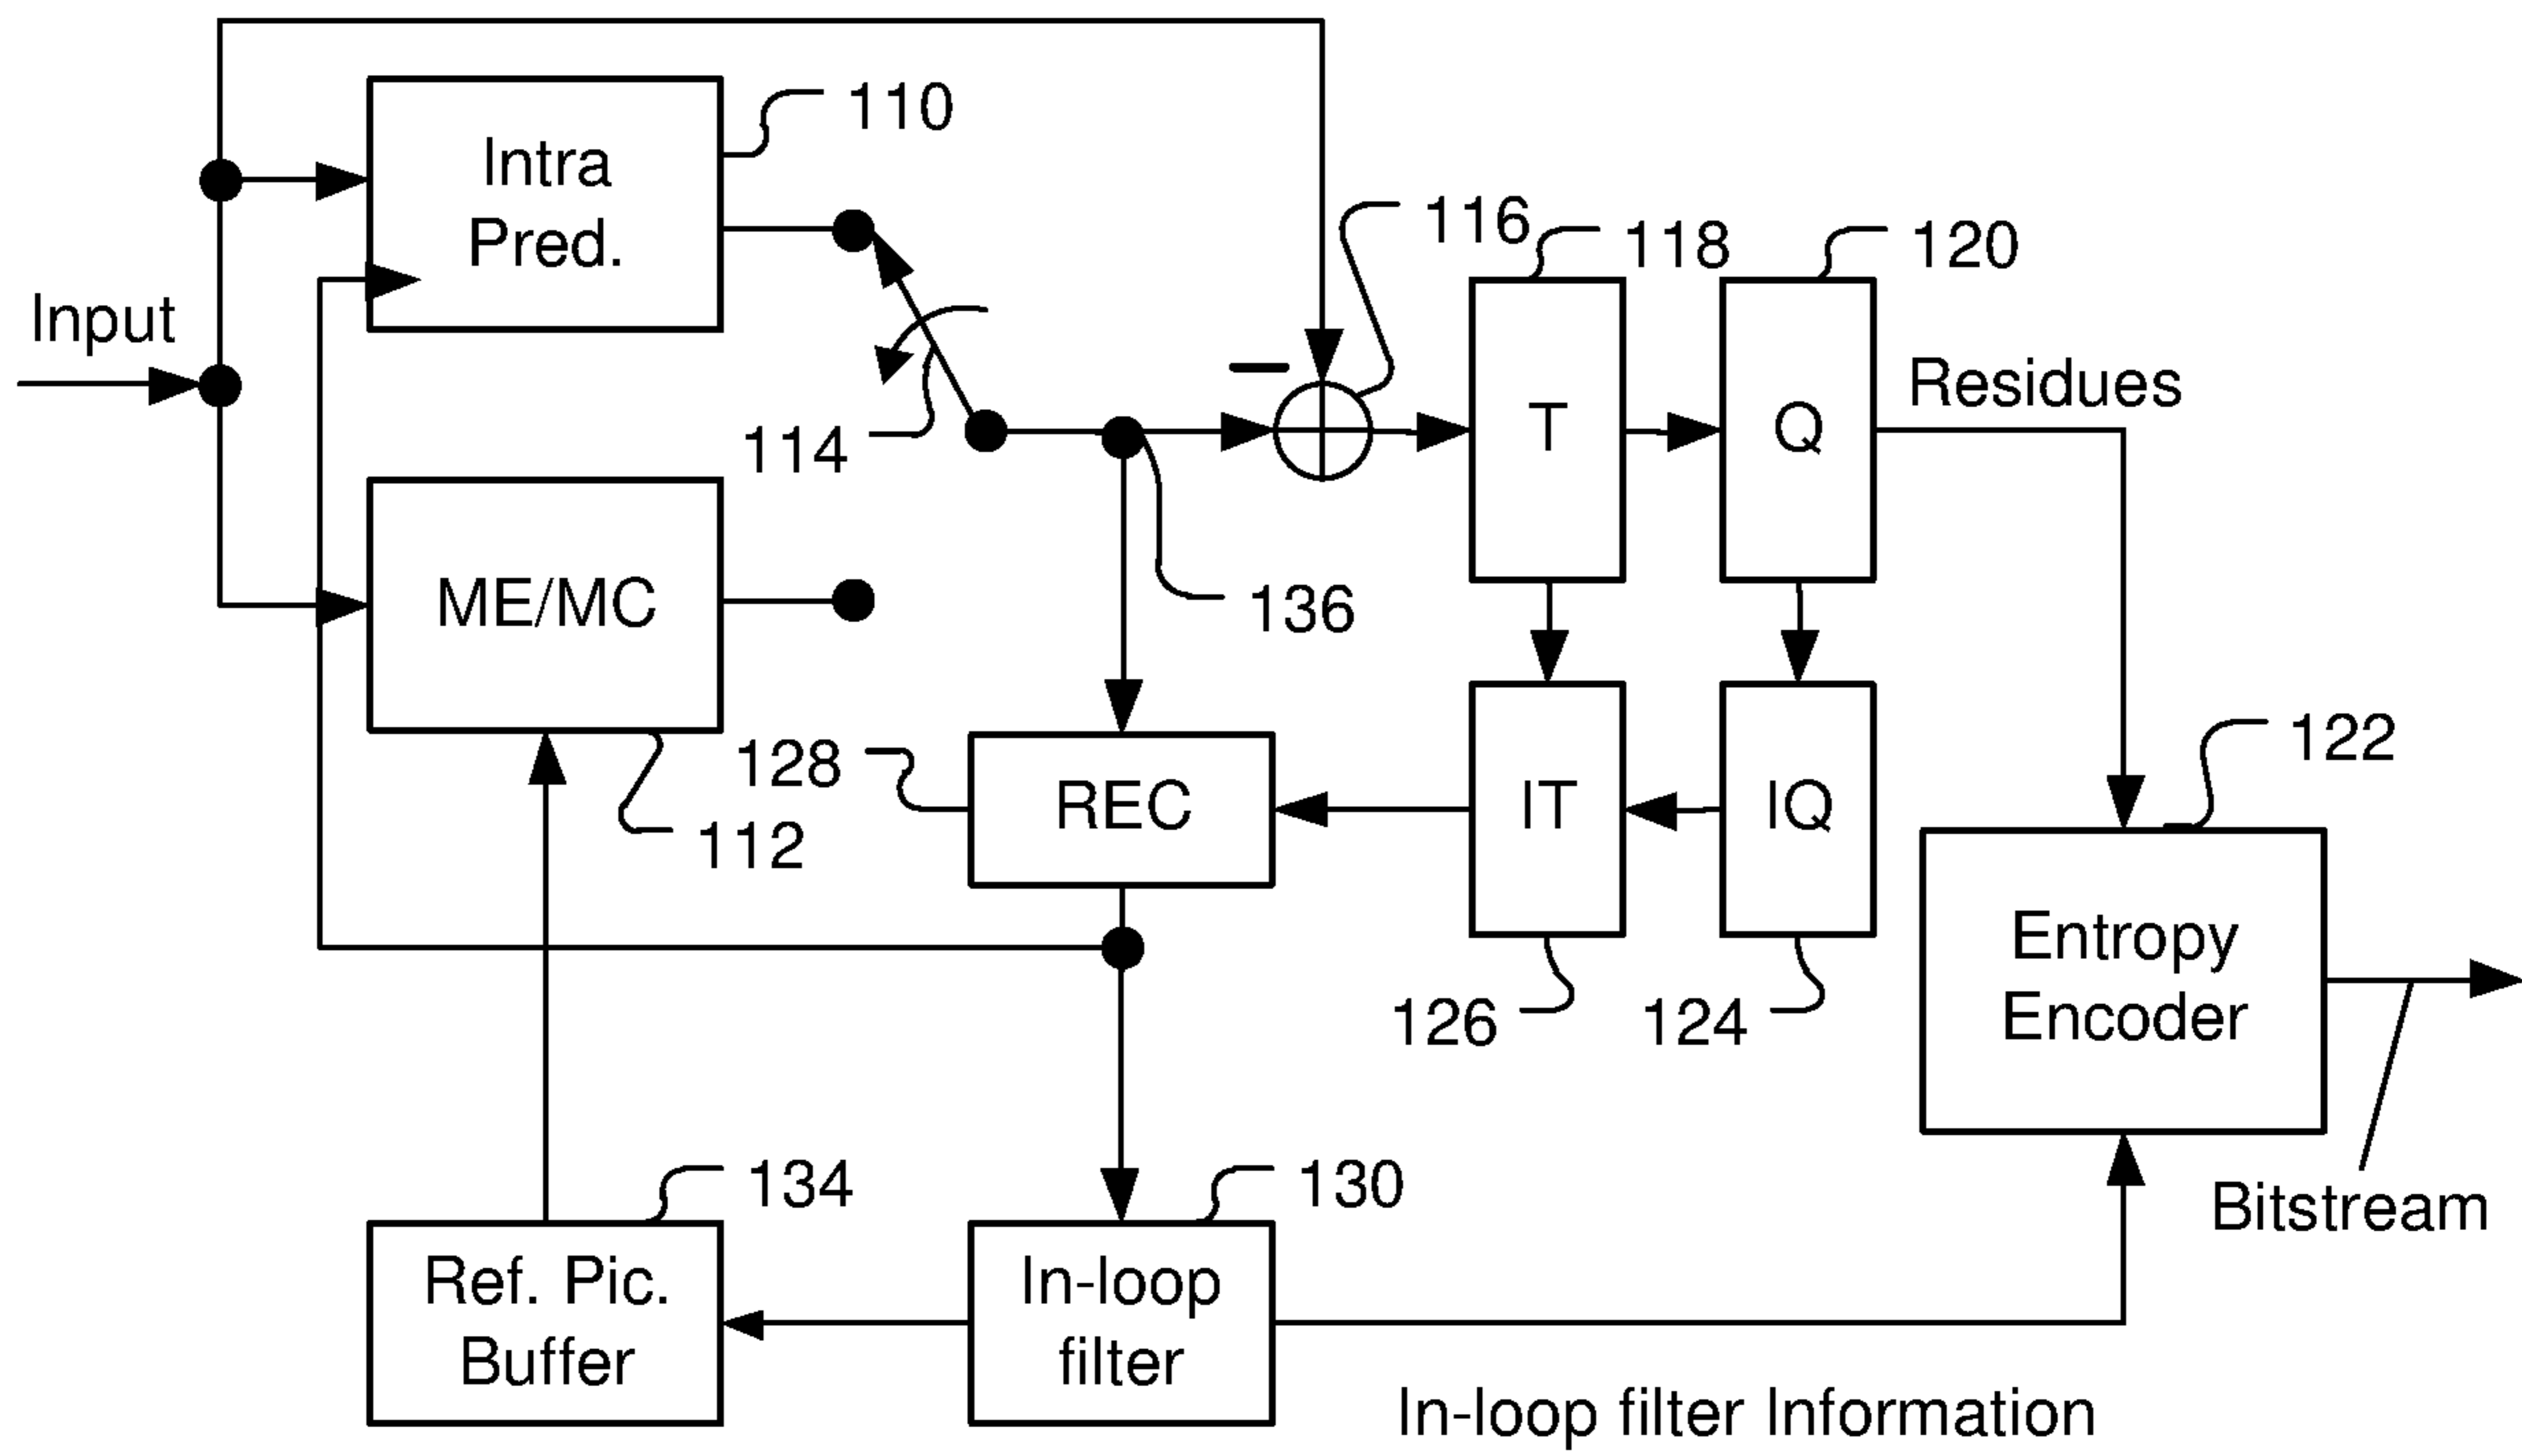 110
Intra
Pred.
116
118
120
Input
Residues
114
T
Q
ME/MC
136
122
128
REC
IT
IQ
112
Entropy
Encoder
126
124
134
130
Bitstream
Ref. Pic.
Buffer
In-loop
filter
In-loop filter Information